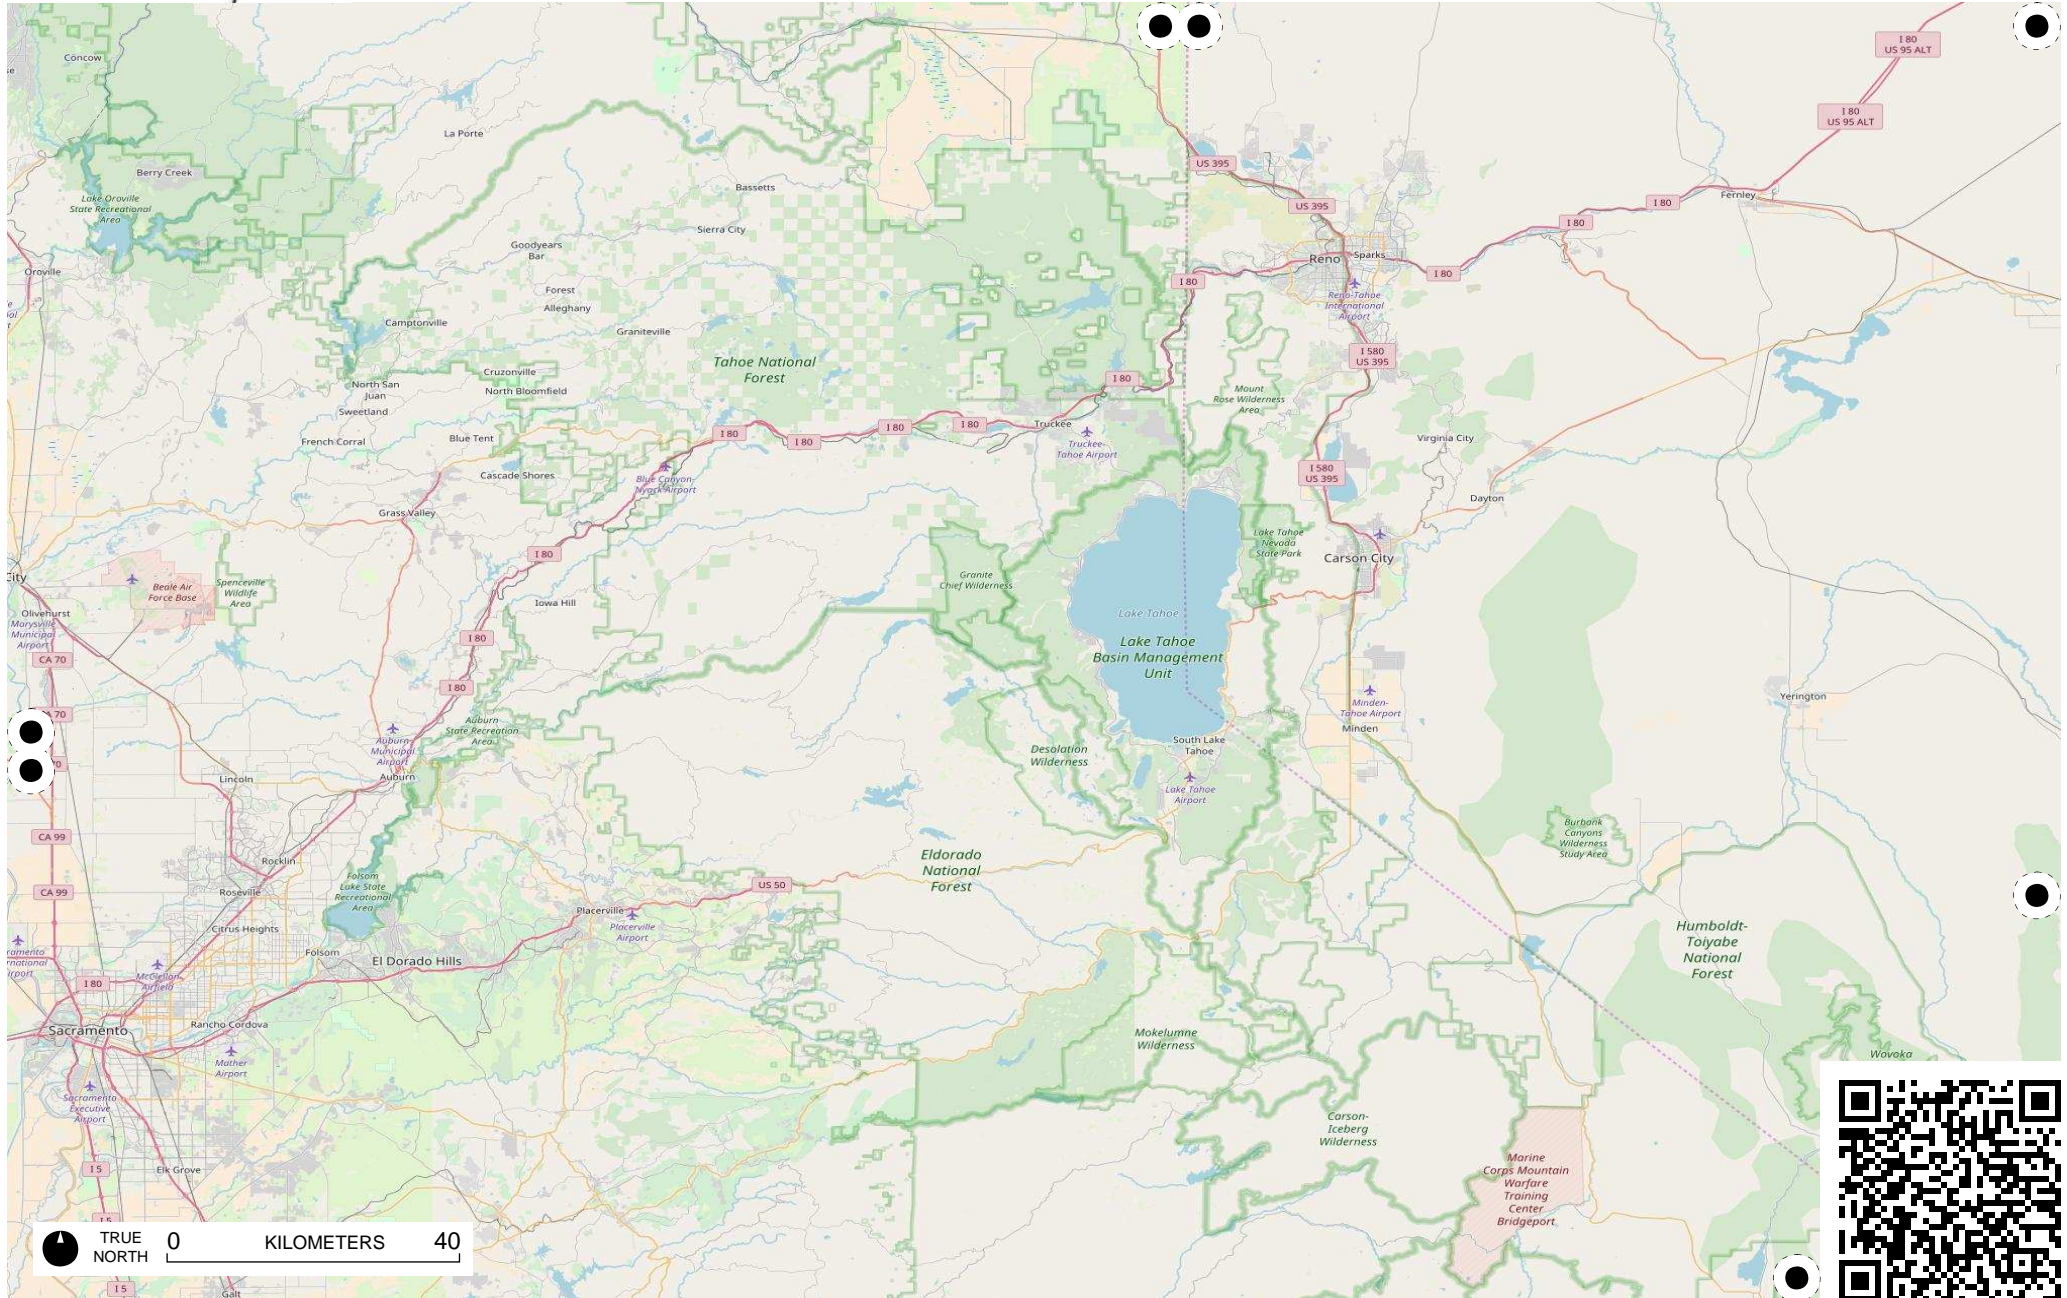 Concow
I 80
US 95 ALT
I 80
US 95 ALT
La Porte
US 395
Berry Creek
Bassetts
Lake Oroville
State Recreational
Area
US 395
I 80
Fernley
I 80
Sierra City
Goodyears
Bar
Reno
Sparks
I 80
Oroville
I 80
Forest
Alleghany
Reno-Tahoe
International
Airport
Camptonville
Graniteville
I 580
US 395
Tahoe National
Forest
Cruzonville
North Bloomfield
I 80
North San
Juan
Mount
Rose Wilderness
Area
Sweetland
French Corral
Blue Tent
I 80
I 80
I 80
I 80
Truckee
Truckee-
Tahoe Airport
Virginia City
Cascade Shores
Blue Canyon-
Nyack Airport
I 580
US 395
Dayton
Grass Valley
I 80
Lake Tahoe
Nevada
State Park
Carson City
City
Beale Air
Force Base
Spenceville
Wildlife
Area
Granite
Chief Wilderness
Iowa Hill
Olivehurst
Marysville
Municipal
Airport
Lake Tahoe
I 80
Lake Tahoe
Basin Management
Unit
CA 70
I 80
Yerington
Minden-
Tahoe Airport
Minden
Auburn
State Recreation
Area
Auburn
Municipal
Airport
South Lake
Tahoe
Desolation
Wilderness
Lincoln
Auburn
Lake Tahoe
Airport
CA 99
Burbank
Canyons
Wilderness
Study Area
Rocklin
Eldorado
National
Forest
CA 99
Roseville
Folsom
Lake State
Recreational
Area
US 50
Placerville
Placerville
Airport
Citrus Heights
Humboldt-
Toiyabe
National
Forest
Folsom
El Dorado Hills
McClellan
Airfield
I 80
Sacramento
Rancho Cordova
Mather
Airport
Mokelumne
Wilderness
Wovoka
Sacramento
Executive
Airport
Carson-
Iceberg
Wilderness
I 5
Elk Grove
Marine
Corps Mountain
Warfare
Training
Center
Bridgeport
I 5
TRUE
NORTH
0 KILOMETERS 40
I 5
Galt